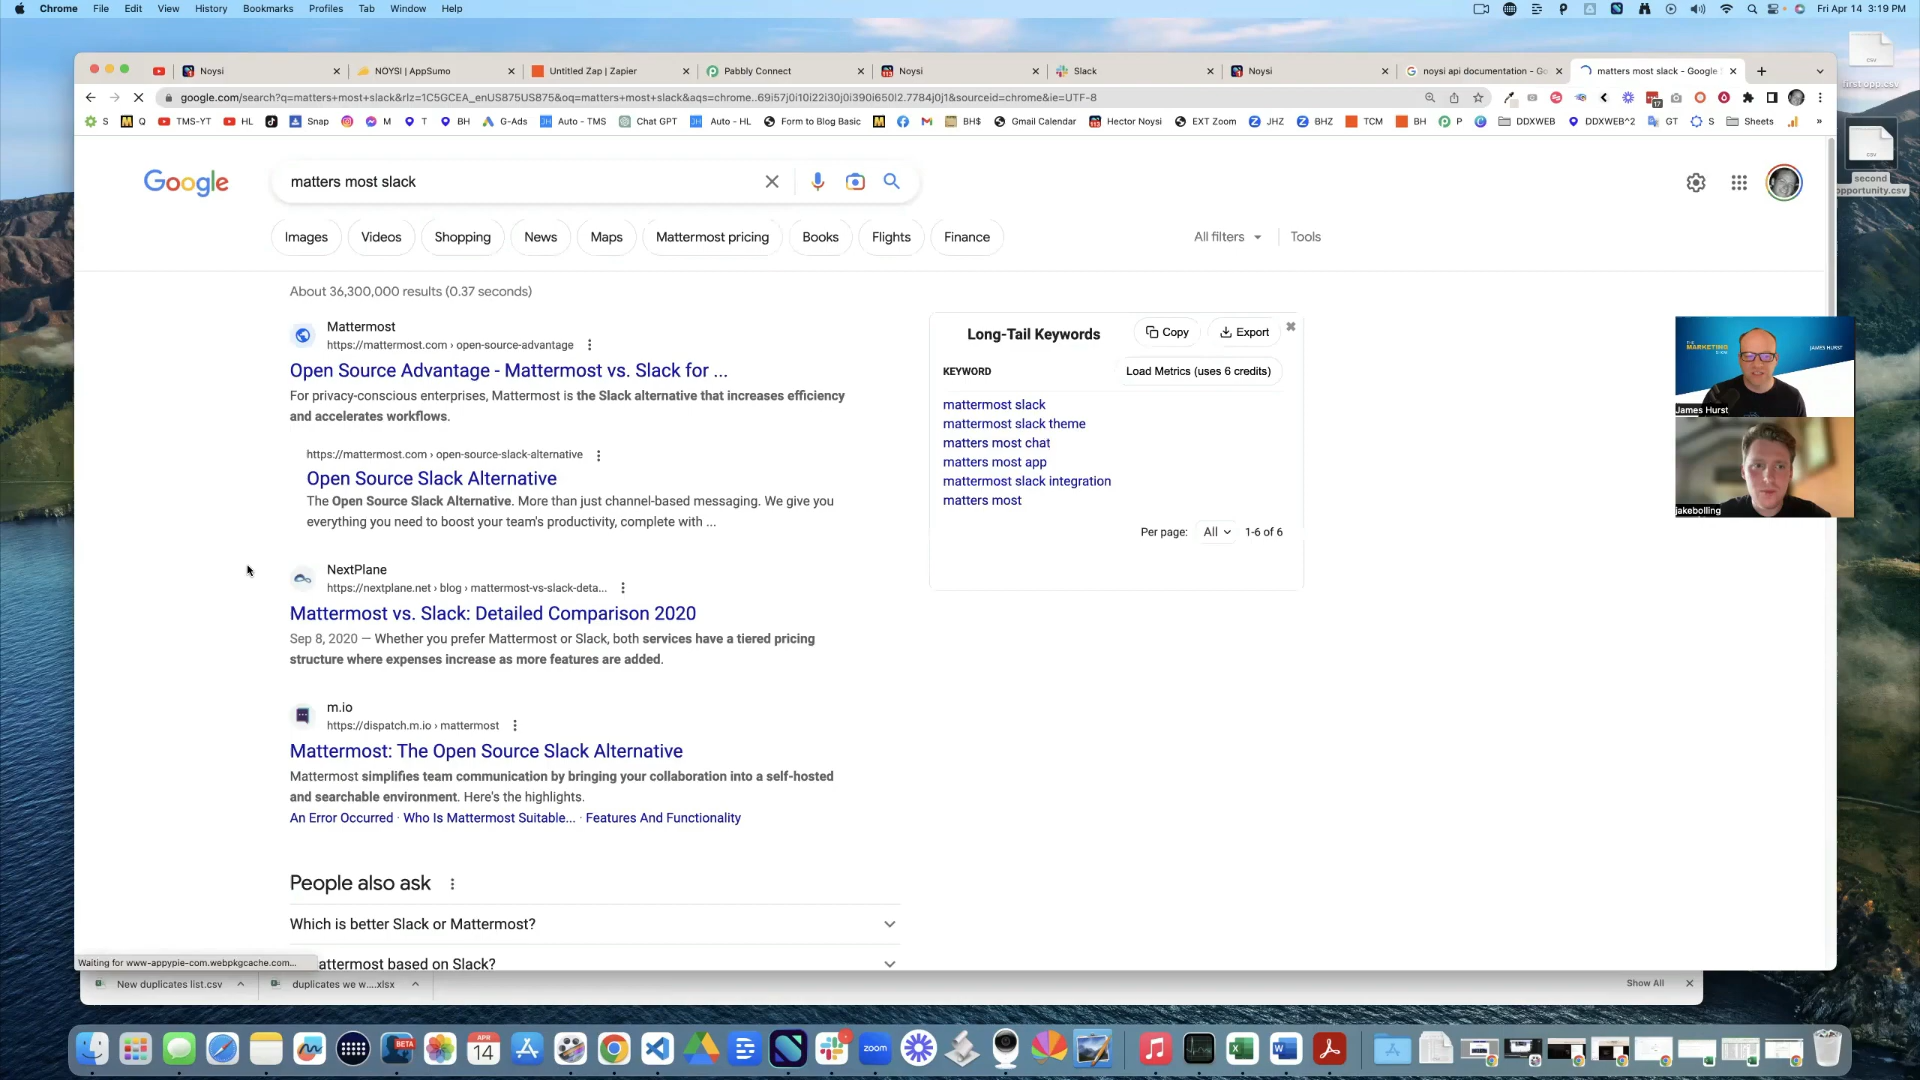 Chrome File Edit View History Bookmarks Profiles Tab Window Help
Fri Apr 14 3:19 PM
Noysi
NOYSI | AppSumo
Untitled Zap | Zapier
Pabbly Connect
Noysi
Slack
Noysi
noysi api documentation - Go
matters most slack - Google
google.com/search?q=matters+most+slack&rlz=1C5GCEA_enUS875US875&oq=matters+most+slack&aqs=chrome..69i57j0i10i22i30j0i390i650l2.7784j0j1&sourceid=chrome&ie=UTF-8
S Q TMS-YT HL Snap M T BH G-Ads Auto - TMS Chat GPT Auto - HL Form to Blog Basic BH$ Gmail Calendar Hector Noysi EXT Zoom JHZ BHZ TCM BH P DDXWEB DDXWEB^2 GT S Sheets »
first opp.csv
second
opportunity.csv
Google
matters most slack
Images
Videos
Shopping
News
Maps
Mattermost pricing
Books
Flights
Finance
All filters
Tools
About 36,300,000 results (0.37 seconds)
Mattermost
https://mattermost.com › open-source-advantage
Open Source Advantage - Mattermost vs. Slack for ...
For privacy-conscious enterprises, Mattermost is the Slack alternative that increases efficiency
and accelerates workflows.
https://mattermost.com › open-source-slack-alternative
Open Source Slack Alternative
The Open Source Slack Alternative. More than just channel-based messaging. We give you
everything you need to boost your team's productivity, complete with ...
NextPlane
https://nextplane.net › blog › mattermost-vs-slack-deta...
Mattermost vs. Slack: Detailed Comparison 2020
Sep 8, 2020 — Whether you prefer Mattermost or Slack, both services have a tiered pricing
structure where expenses increase as more features are added.
m.io
https://dispatch.m.io › mattermost
Mattermost: The Open Source Slack Alternative
Mattermost simplifies team communication by bringing your collaboration into a self-hosted
and searchable environment. Here's the highlights.
An Error Occurred · Who Is Mattermost Suitable... · Features And Functionality
People also ask
Which is better Slack or Mattermost?
attermost based on Slack?
Long-Tail Keywords
Copy
Export
KEYWORD
Load Metrics (uses 6 credits)
mattermost slack
mattermost slack theme
matters most chat
matters most app
mattermost slack integration
matters most
Per page: All 1-6 of 6
THE
MARKETING
SHOW
JAMES HURST
James Hurst
jakebolling
Waiting for www-appypie-com.webpkgcache.com...
New duplicates list.csv
duplicates we w....xlsx
Show All
BETA
APR
14
zoom